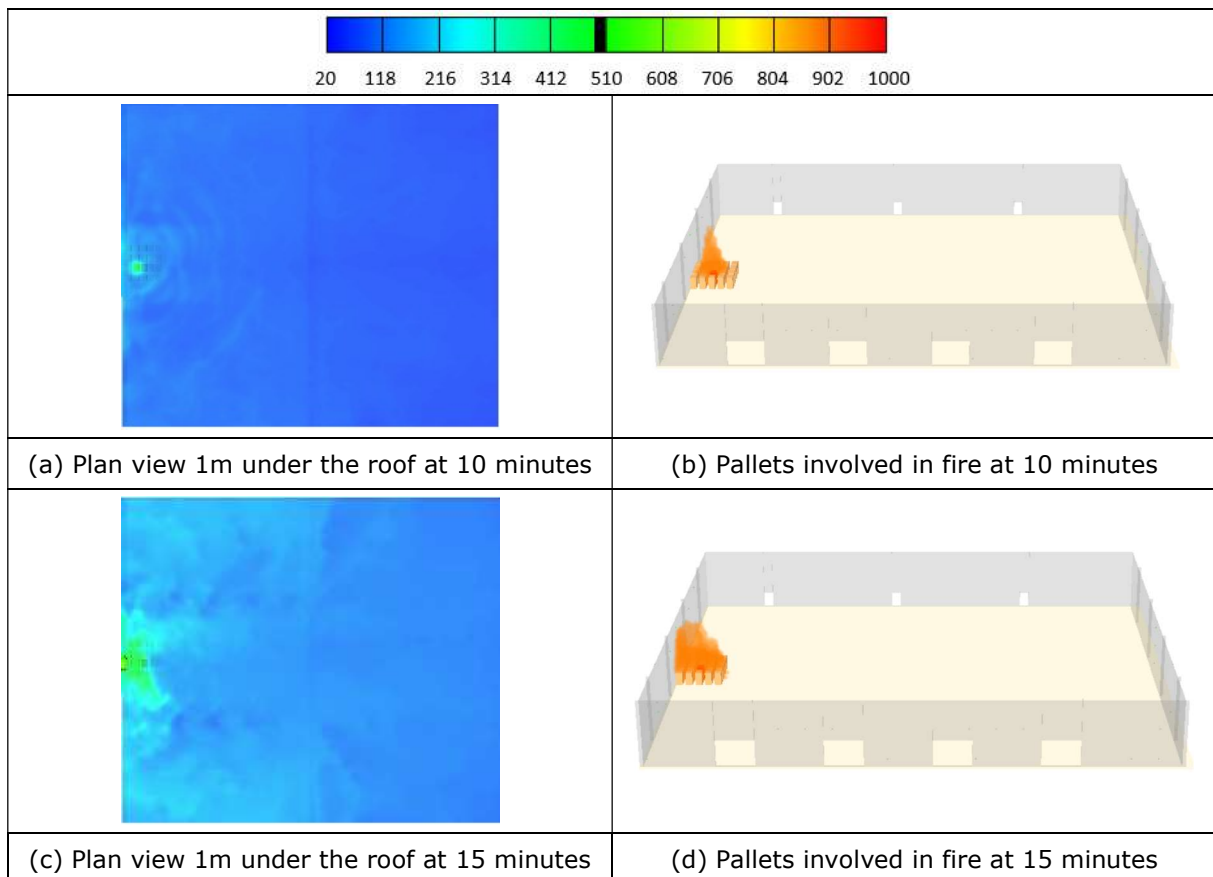 20 118 216 314 412 510 608 706 804 902 1000
(a) Plan view 1m under the roof at 10 minutes
(b) Pallets involved in fire at 10 minutes
(c) Plan view 1m under the roof at 15 minutes
(d) Pallets involved in fire at 15 minutes